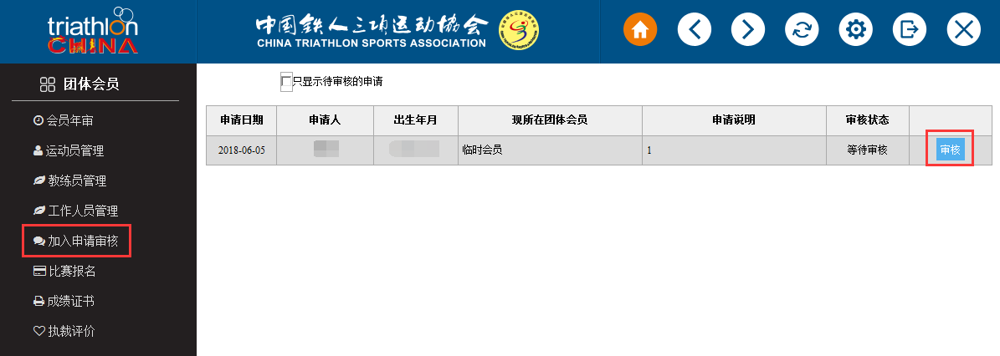 triathlon
CHINA
中国铁人三项运动协会
CHINA TRIATHLON SPORTS ASSOCIATION
团体会员
会员年审
运动员管理
教练员管理
工作人员管理
加入申请审核
比赛报名
成绩证书
执裁评价
只显示待审核的申请
申请日期 申请人 出生年月 现所在团体会员 申请说明 审核状态
2018-06-05 临时会员 1 等待审核 审核